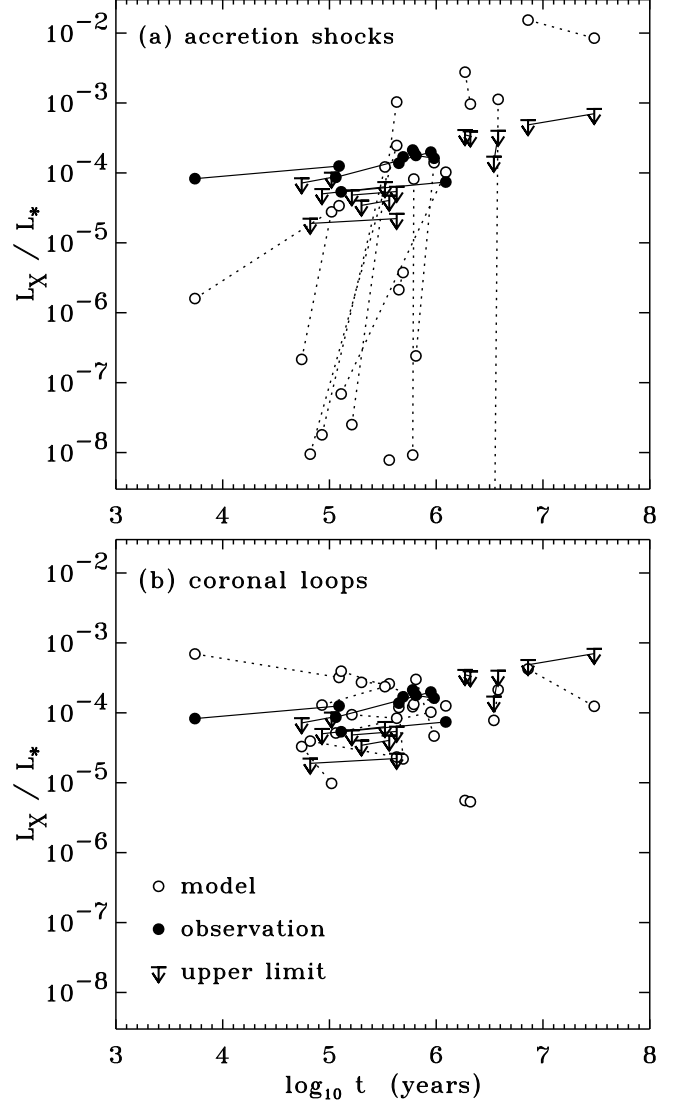 (a) accretion shocks
10⁻²
10⁻³
10⁻⁴
10⁻⁵
10⁻⁶
10⁻⁷
10⁻⁸
L_X / L_*
3 4 5 6 7 8
(b) coronal loops
10⁻²
10⁻³
10⁻⁴
10⁻⁵
10⁻⁶
10⁻⁷
10⁻⁸
L_X / L_*
model
observation
upper limit
3 4 5 6 7 8
log₁₀ t (years)